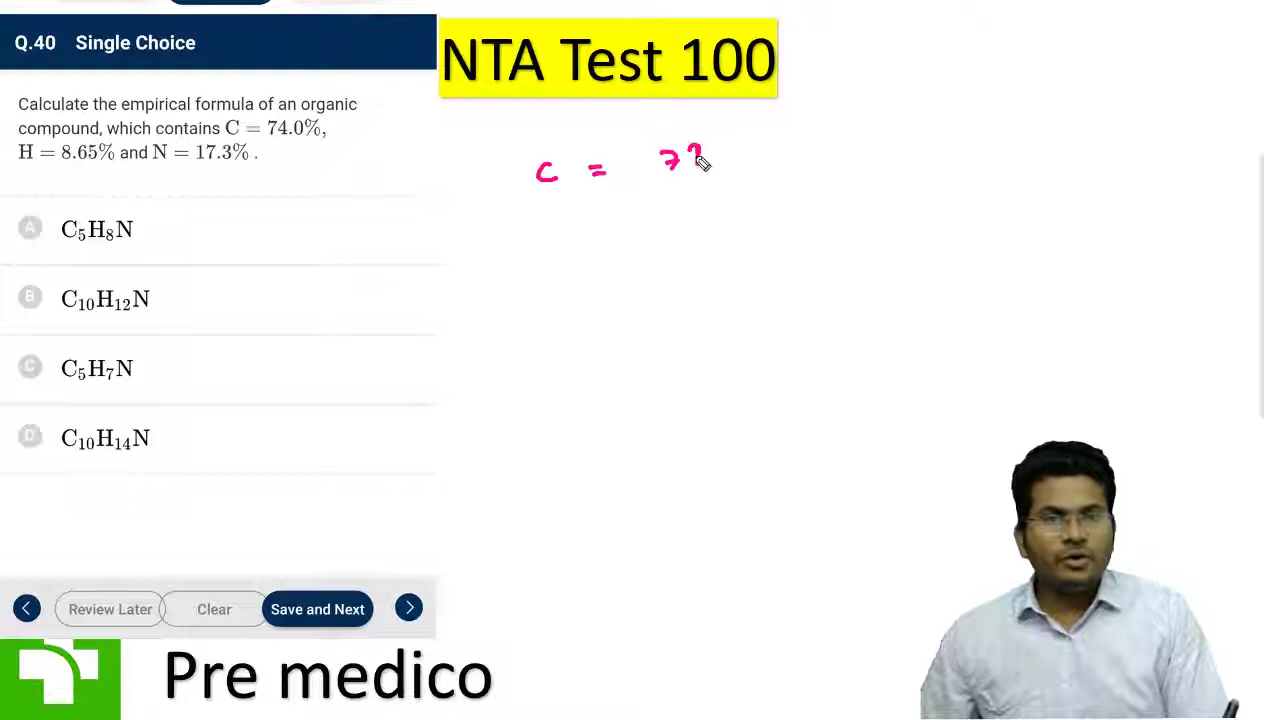 Q.40 Single Choice
NTA Test 100
Calculate the empirical formula of an organic
compound, which contains C = 74.0%,
H = 8.65% and N = 17.3% .
C =
A C₅H₈N
B C₁₀H₁₂N
C C₅H₇N
D C₁₀H₁₄N
Review Later
Clear
Save and Next
Pre medico